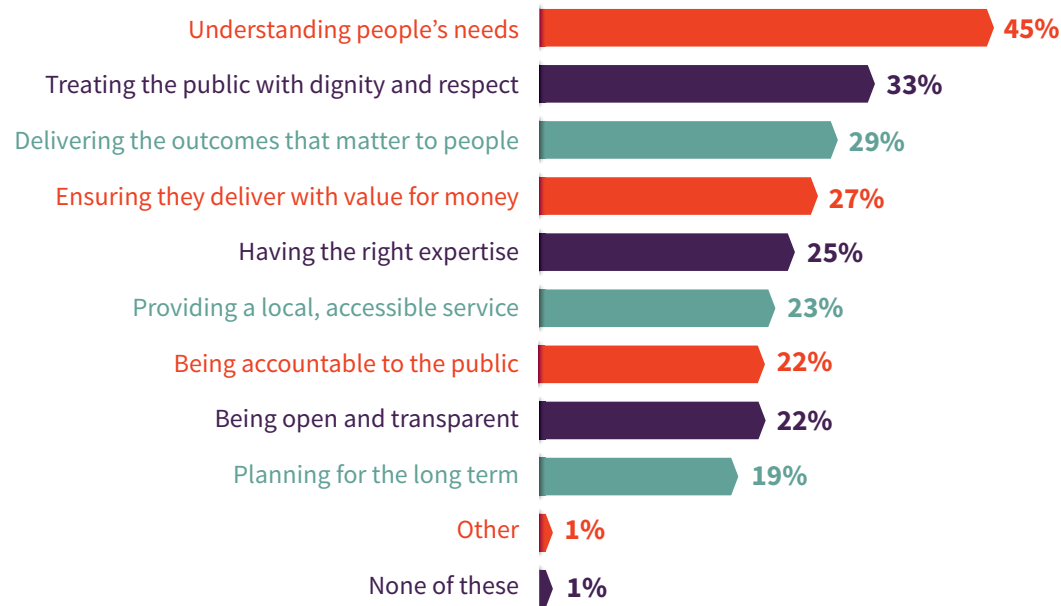 Understanding people’s needs 45%
Treating the public with dignity and respect 33%
Delivering the outcomes that matter to people 29%
Ensuring they deliver with value for money 27%
Having the right expertise 25%
Providing a local, accessible service 23%
Being accountable to the public 22%
Being open and transparent 22%
Planning for the long term 19%
Other 1%
None of these 1%